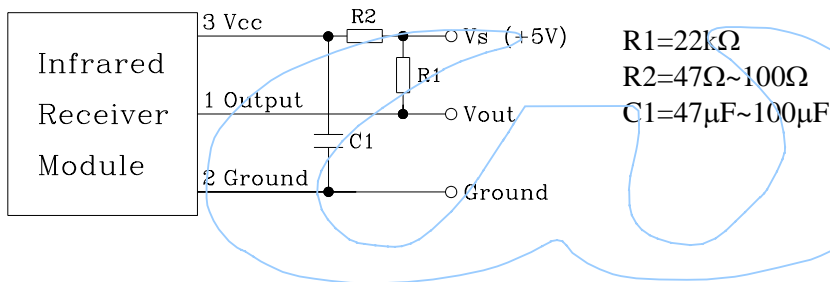 3 Vcc
R2
Vs (+5V)
R1=22kΩ
Infrared
R2=47Ω~100Ω
R1
Receiver
1 Output
Vout
C1=47μF~100μF
Module
C1
2 Ground
Ground